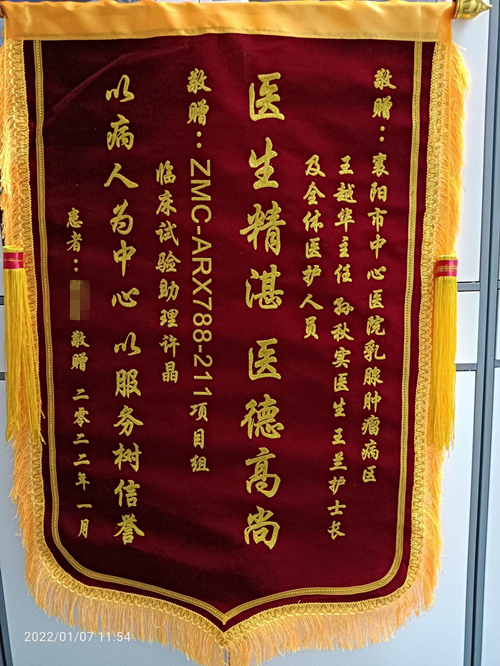 敬赠：襄阳市中心医院乳腺肿瘤病区
王越华主任 孙秋实医生 王兰护士长
及全体医护人员
医生精湛 医德高尚
敬赠：ZMC-ARX788-211项目组
临床试验助理许晶
以病人为中心 以服务树信誉
患者： 敬赠 二零二二年一月
2022/01/07 11:54